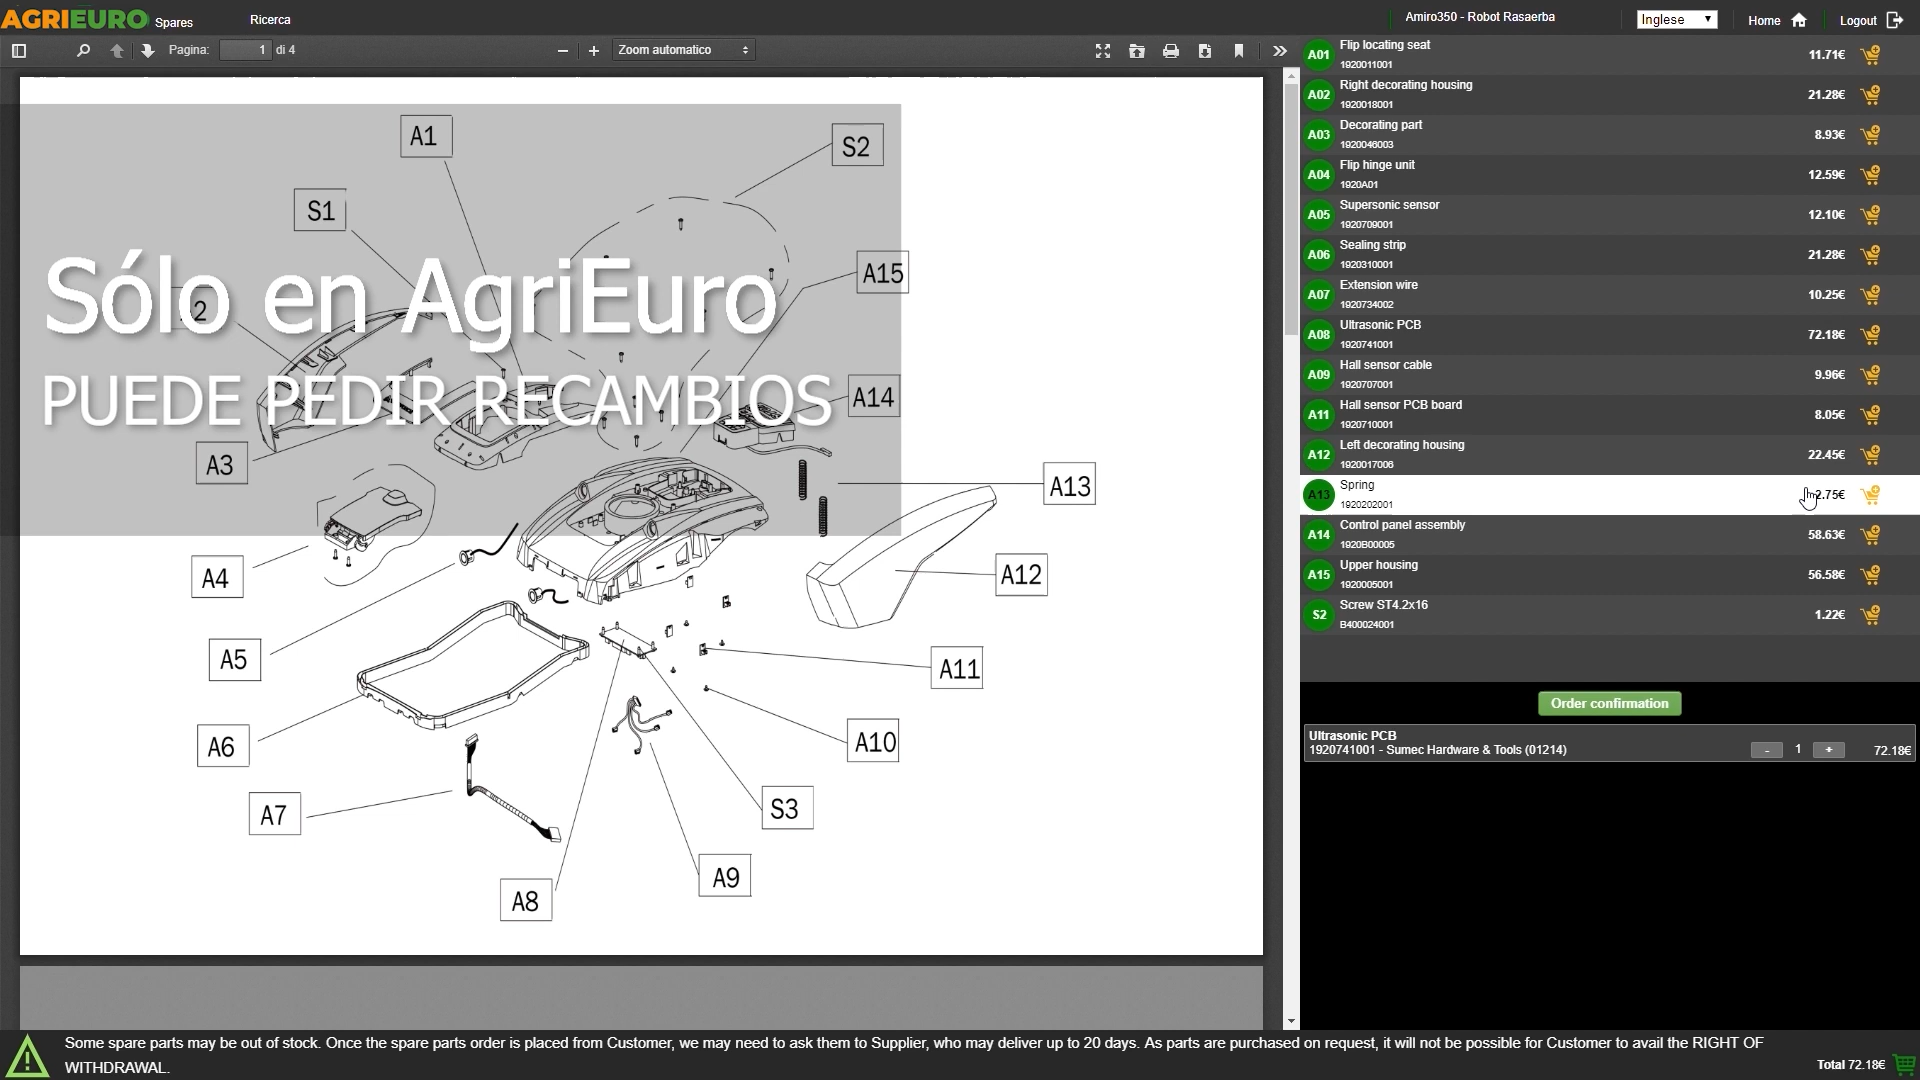 AGRIEURO Spares
Ricerca
Amiro350 - Robot Rasaerba
Inglese
Home
Logout
Pagina: 1 di 4
Zoom automatico
A1
S2
S1
A15
2
Sólo en AgriEuro
PUEDE PEDIR RECAMBIOS
A14
A3
A13
A4
A12
A5
A11
A6
A10
A7
S3
A9
A8
A01 Flip locating seat 11.71€
1920011001
A02 Right decorating housing 21.28€
1920018001
A03 Decorating part 8.93€
1920046003
A04 Flip hinge unit 12.59€
1920A01
A05 Supersonic sensor 12.10€
1920709001
A06 Sealing strip 21.28€
1920310001
A07 Extension wire 10.25€
1920734002
A08 Ultrasonic PCB 72.18€
1920741001
A09 Hall sensor cable 9.96€
1920707001
A11 Hall sensor PCB board 8.05€
1920710001
A12 Left decorating housing 22.45€
1920017006
A13 Spring 2.75€
1920202001
A14 Control panel assembly 58.63€
1920B00005
A15 Upper housing 56.58€
1920005001
S2 Screw ST4.2x16 1.22€
B400024001
Order confirmation
Ultrasonic PCB
1920741001 - Sumec Hardware & Tools (01214) - 1 + 72.18€
Some spare parts may be out of stock. Once the spare parts order is placed from Customer, we may need to ask them to Supplier, who may deliver up to 20 days. As parts are purchased on request, it will not be possible for Customer to avail the RIGHT OF
WITHDRAWAL.
Total 72.18€